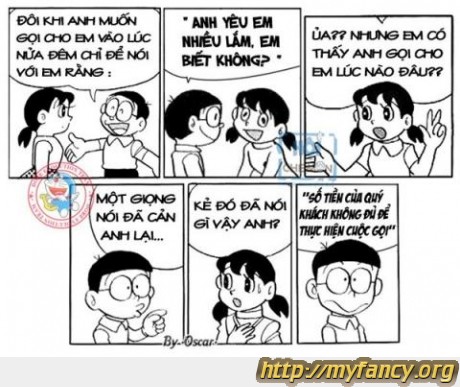 ĐÔI KHI ANH MUỐN
GỌI CHO EM VÀO LÚC
NỬA ĐÊM CHỈ ĐỂ NÓI
VỚI EM RẰNG :
" ANH YÊU EM
NHIỀU LẮM, EM
BIẾT KHÔNG? "
ỦA?? NHƯNG EM CÓ
THẤY ANH GỌI CHO
EM LÚC NÀO ĐÂU??
MỘT GIỌNG
NÓI ĐÃ CẢN
ANH LẠI...
KẺ ĐÓ ĐÃ NÓI
GÌ VẬY ANH?
"SỐ TIỀN CỦA QUÝ
KHÁCH KHÔNG ĐỦ ĐỂ
THỰC HIỆN CUỘC GỌI"
By: Oscar
http://myfancy.org